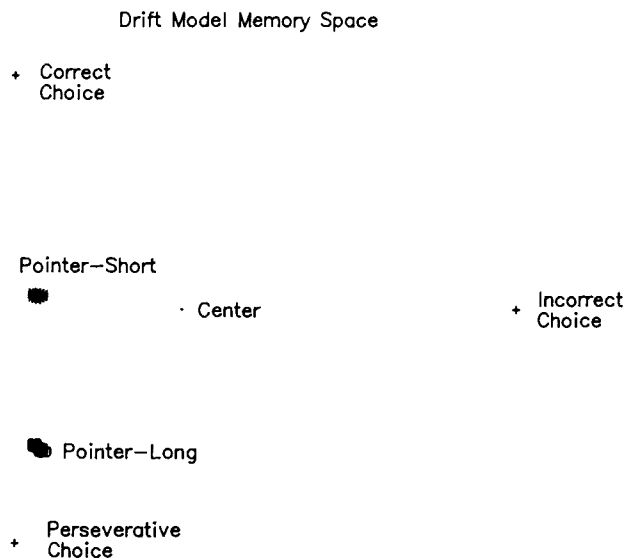 Drift Model Memory Space
Correct
Choice
Pointer-Short
Center
Incorrect
Choice
Pointer-Long
Perseverative
Choice